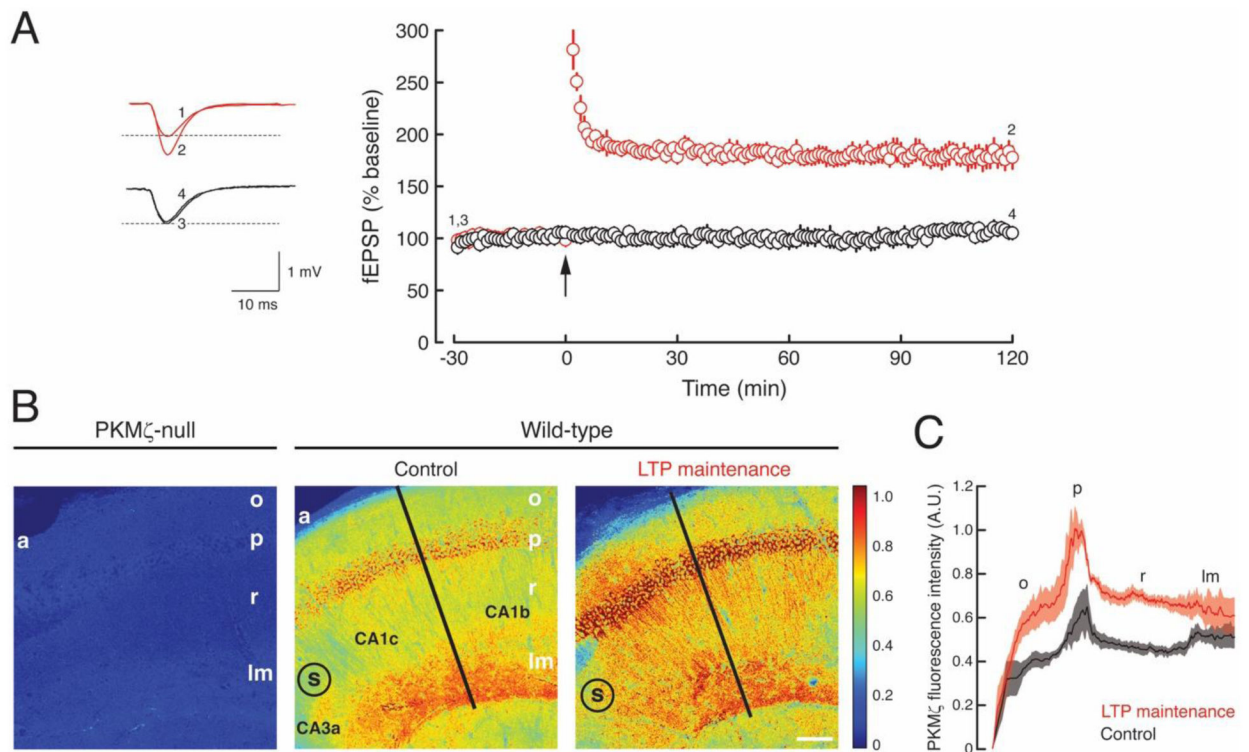 A
1
2
4
3
1 mV
10 ms
fEPSP (% baseline)
300
250
200
150
100
50
0
1,3
2
4
-30
0
30
60
90
120
Time (min)
B
PKMζ-null
Wild-type
Control
LTP maintenance
a
o
p
r
lm
a
o
p
r
lm
CA1b
CA1c
S
CA3a
S
1.0
0.8
0.6
0.4
0.2
0
C
PKMζ fluorescence intensity (A.U.)
1.2
1.0
0.8
0.6
0.4
0.2
0
o
p
r
lm
LTP maintenance
Control